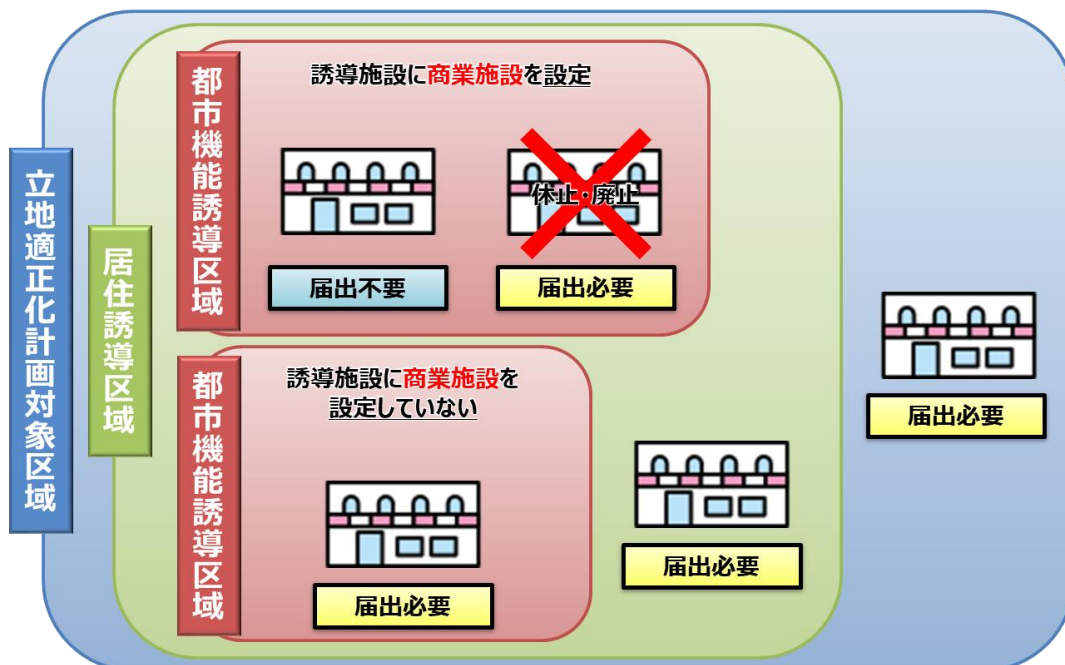 立地適正化計画対象区域
居住誘導区域
都市機能誘導区域
誘導施設に商業施設を設定
休止・廃止
届出不要
届出必要
都市機能誘導区域
誘導施設に商業施設を
設定していない
届出必要
届出必要
届出必要